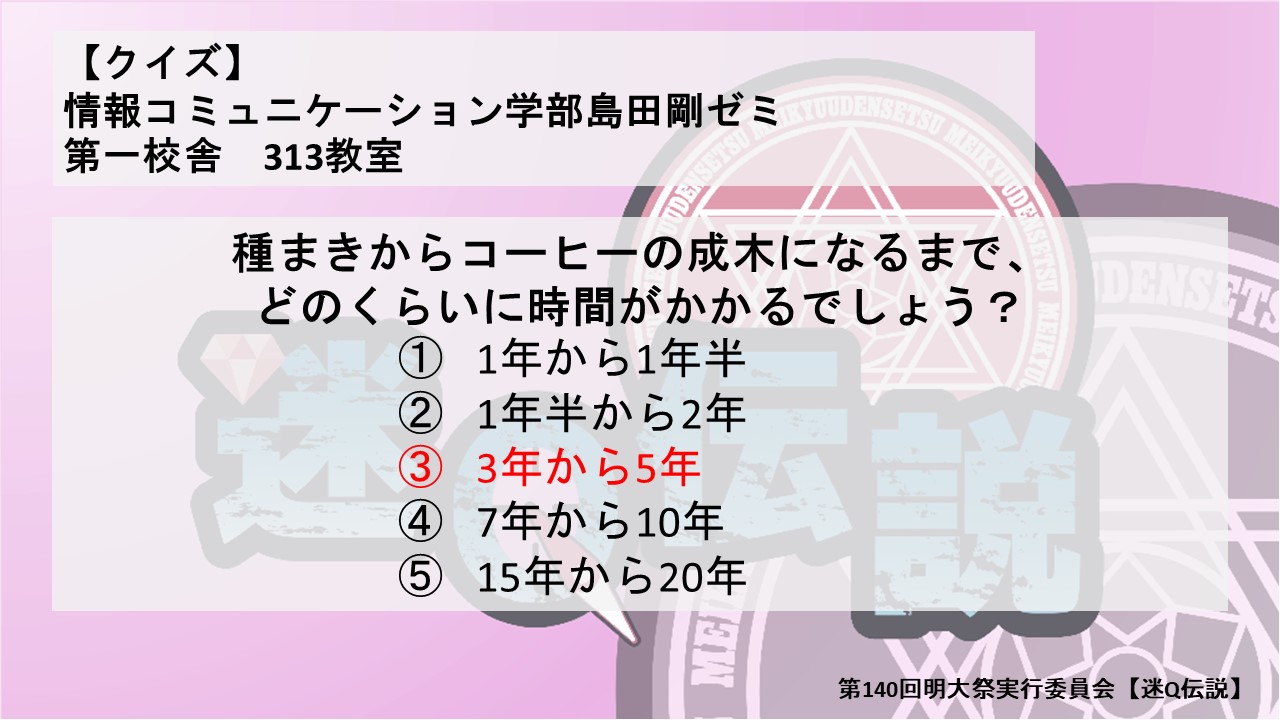 【クイズ】
情報コミュニケーション学部島田剛ゼミ
第一校舎　313教室
種まきからコーヒーの成木になるまで、
どのくらいに時間がかかるでしょう？
① 1年から1年半
② 1年半から2年
③ 3年から5年
④ 7年から10年
⑤ 15年から20年
迷Q伝説
MEIKYUUDENSETSU MEIKYUUDENSETSU
第140回明大祭実行委員会【迷Q伝説】